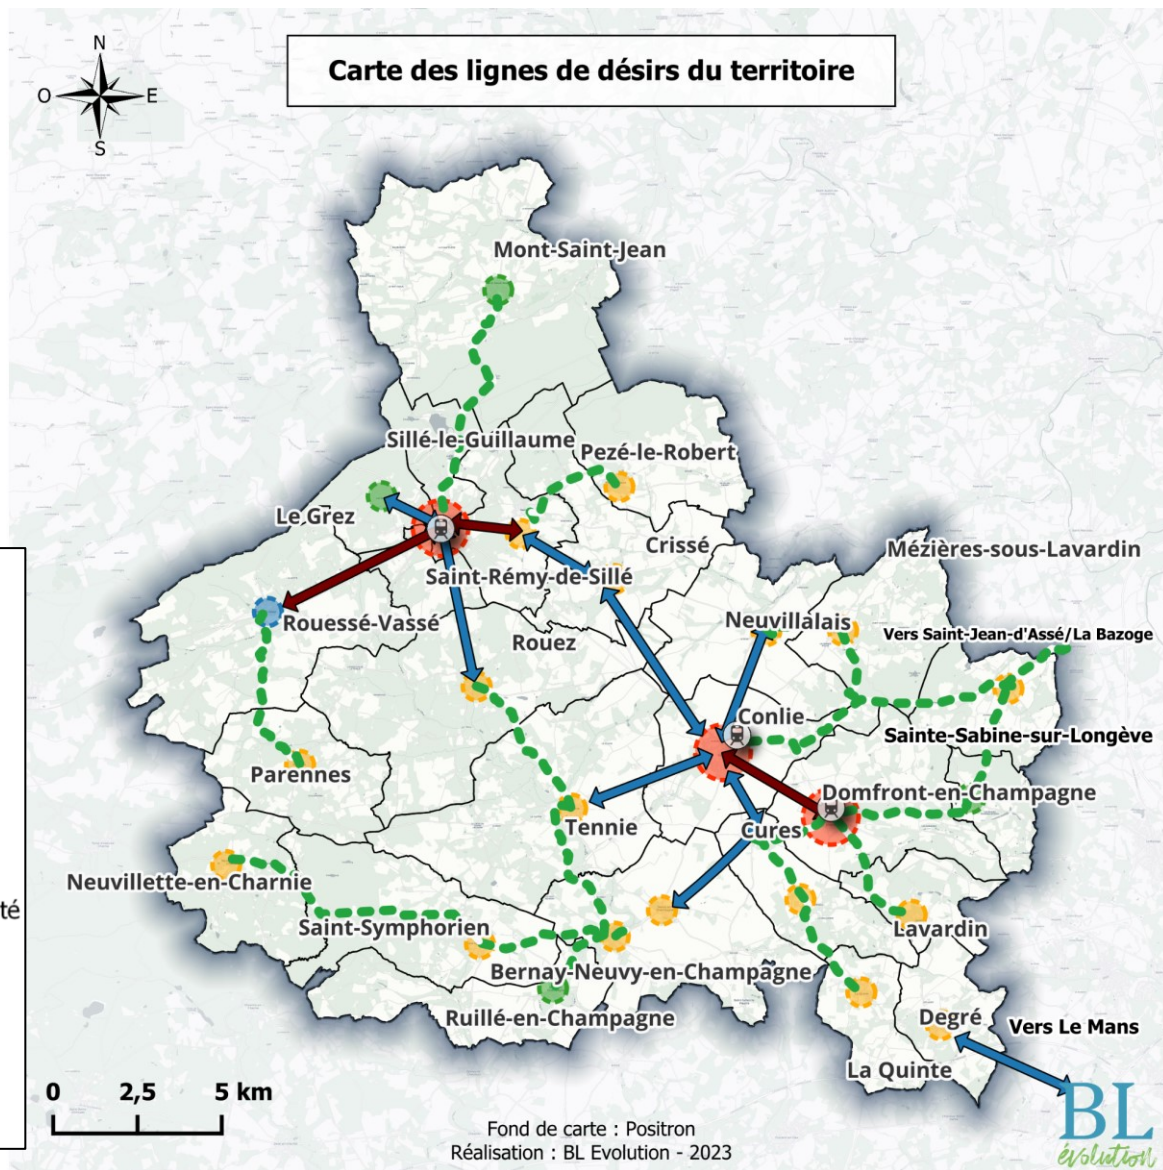 Carte des lignes de désirs du territoire
N
O
E
S
Mont-Saint-Jean
Sillé-le-Guillaume
Pezé-le-Robert
Le Grez
Crissé
Mézières-sous-Lavardin
Saint-Rémy-de-Sillé
Rouessé-Vassé
Neuvillalais
Vers Saint-Jean-d'Assé/La Bazoge
Rouez
Conlie
Sainte-Sabine-sur-Longève
Parennes
Domfront-en-Champagne
Tennie
Cures
Neuvillette-en-Charnie
té
Saint-Symphorien
Lavardin
Bernay-Neuvy-en-Champagne
Ruillé-en-Champagne
Degré
Vers Le Mans
La Quinte
0 2,5 5 km
Fond de carte : Positron
Réalisation : BL Evolution - 2023
BL
évolution